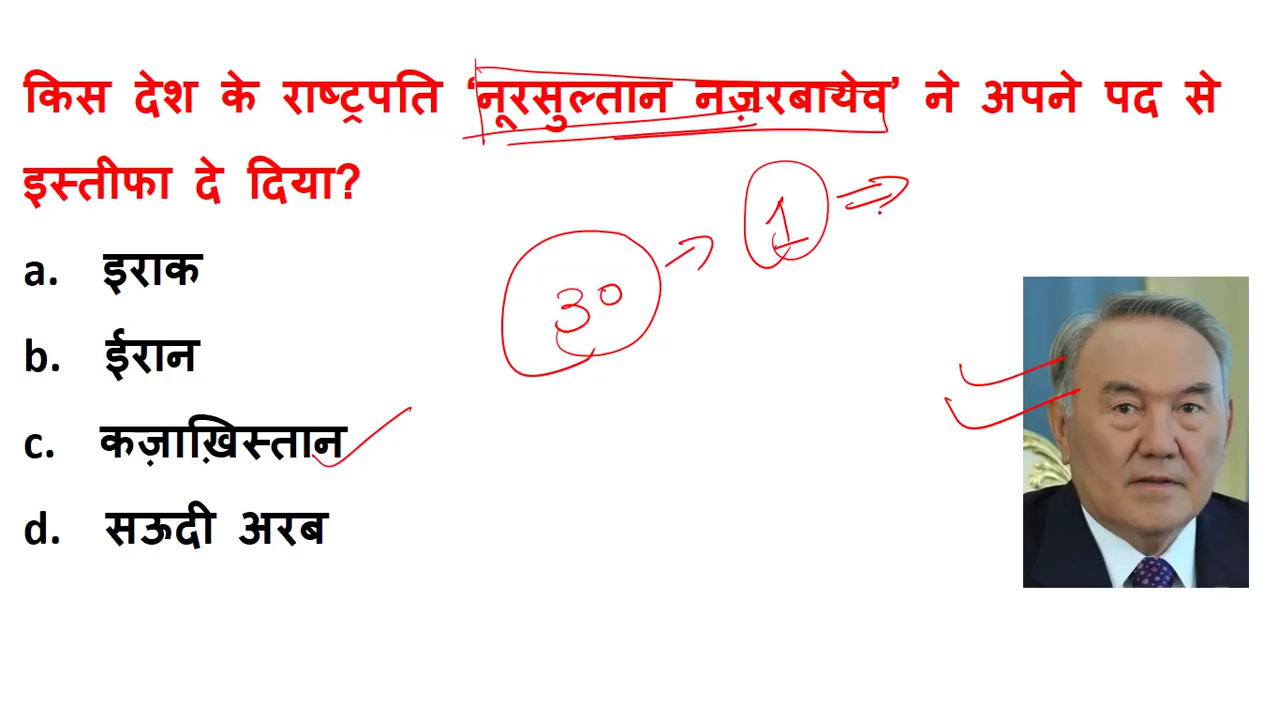 किस देश के राष्ट्रपति ‘नूरसुल्तान नज़रबायेव’ ने अपने पद से
इस्तीफा दे दिया?
1
30
a. इराक
b. ईरान
c. कज़ाख़िस्तान
d. सऊदी अरब